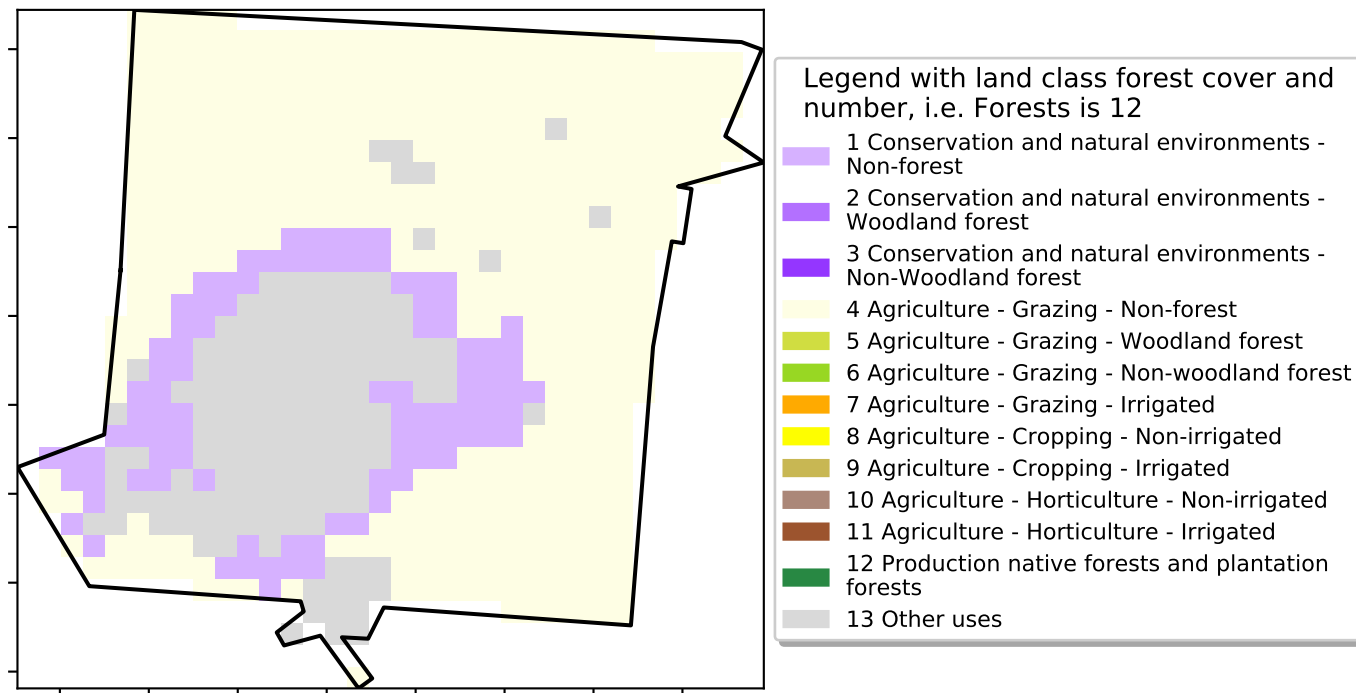 Legend with land class forest cover and
number, i.e. Forests is 12
1 Conservation and natural environments -
Non-forest
2 Conservation and natural environments -
Woodland forest
3 Conservation and natural environments -
Non-Woodland forest
4 Agriculture - Grazing - Non-forest
5 Agriculture - Grazing - Woodland forest
6 Agriculture - Grazing - Non-woodland forest
7 Agriculture - Grazing - Irrigated
8 Agriculture - Cropping - Non-irrigated
9 Agriculture - Cropping - Irrigated
10 Agriculture - Horticulture - Non-irrigated
11 Agriculture - Horticulture - Irrigated
12 Production native forests and plantation
forests
13 Other uses